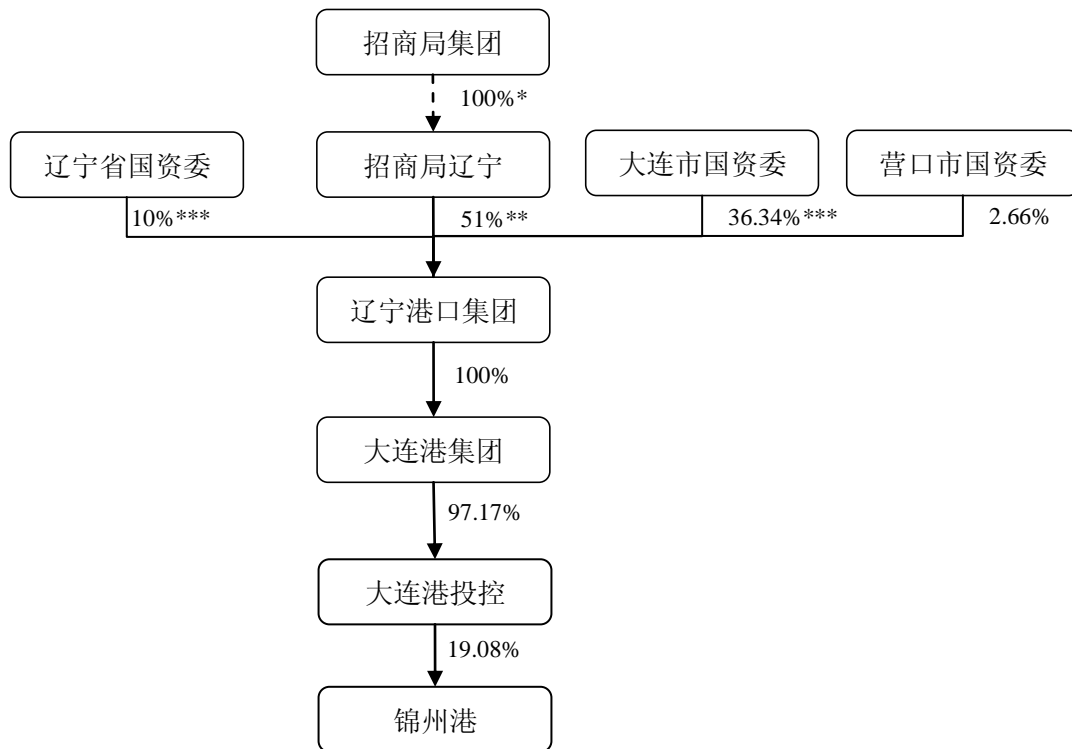 招商局集团
100%*
辽宁省国资委
招商局辽宁
大连市国资委
营口市国资委
10%***
51%**
36.34%***
2.66%
辽宁港口集团
100%
大连港集团
97.17%
大连港投控
19.08%
锦州港